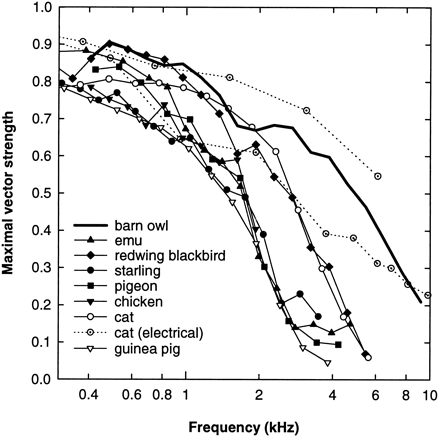 Maximal vector strength
1.0
0.9
0.8
0.7
0.6
0.5
0.4
0.3
0.2
0.1
0.0
barn owl
emu
redwing blackbird
starling
pigeon
chicken
cat
cat (electrical)
guinea pig
0.4 0.6 0.8 1 2 4 6 8 10
Frequency (kHz)